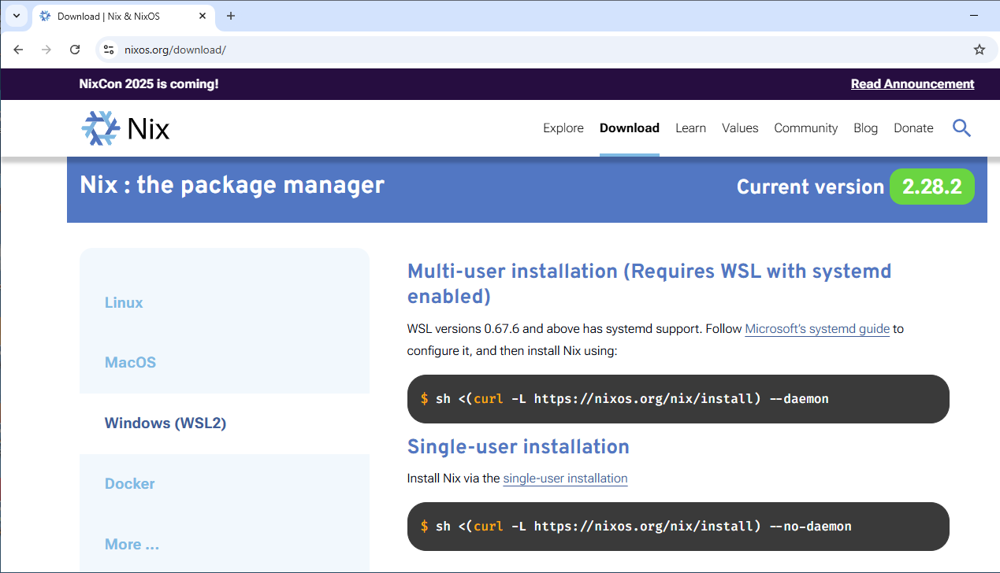 Download | Nix & NixOS
nixos.org/download/
NixCon 2025 is coming!
Read Announcement
Nix
Explore
Download
Learn
Values
Community
Blog
Donate
Nix : the package manager
Current version 2.28.2
Linux
MacOS
Windows (WSL2)
Docker
More ...
Multi-user installation (Requires WSL with systemd
enabled)
WSL versions 0.67.6 and above has systemd support. Follow Microsoft's systemd guide to
configure it, and then install Nix using:
$ sh <(curl -L https://nixos.org/nix/install) --daemon
Single-user installation
Install Nix via the single-user installation
$ sh <(curl -L https://nixos.org/nix/install) --no-daemon